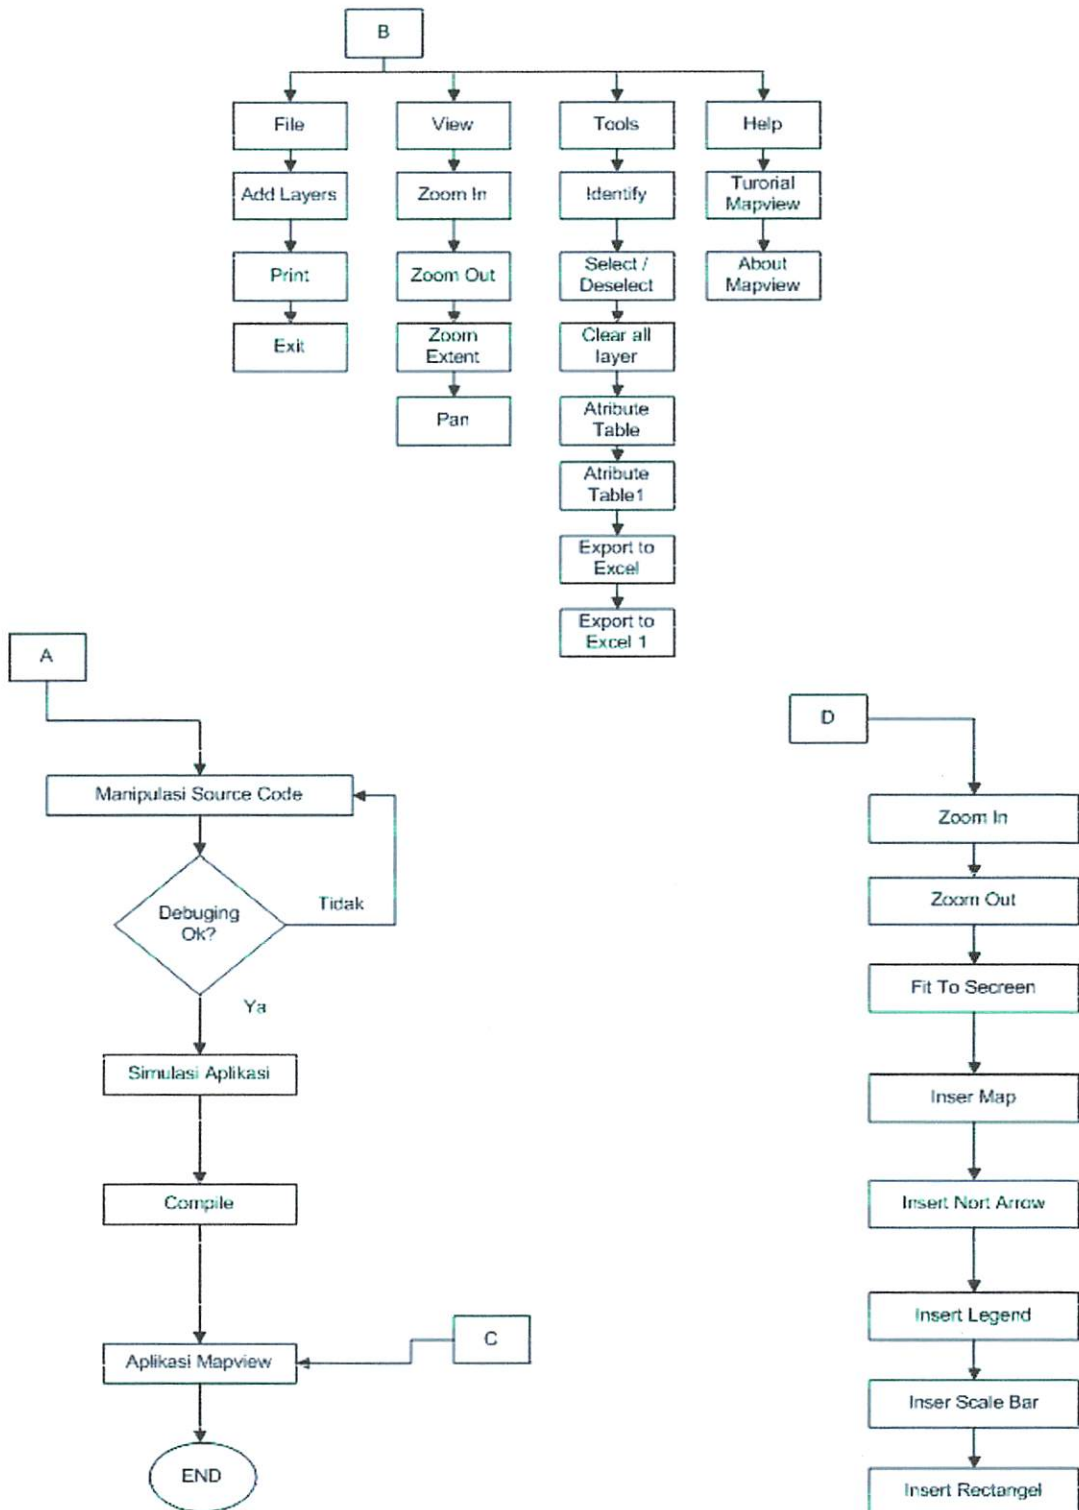 B
File
View
Tools
Help
Add Layers
Zoom In
Identify
Turorial
Mapview
Print
Zoom Out
Select /
Deselect
About
Mapview
Exit
Zoom
Extent
Clear all
layer
Pan
Atribute
Table
Atribute
Table1
Export to
Excel
Export to
Excel 1
A
Manipulasi Source Code
Debuging
Ok?
Tidak
Ya
Simulasi Aplikasi
Compile
Aplikasi Mapview
C
END
D
Zoom In
Zoom Out
Fit To Secreen
Inser Map
Insert Nort Arrow
Insert Legend
Inser Scale Bar
Insert Rectangel